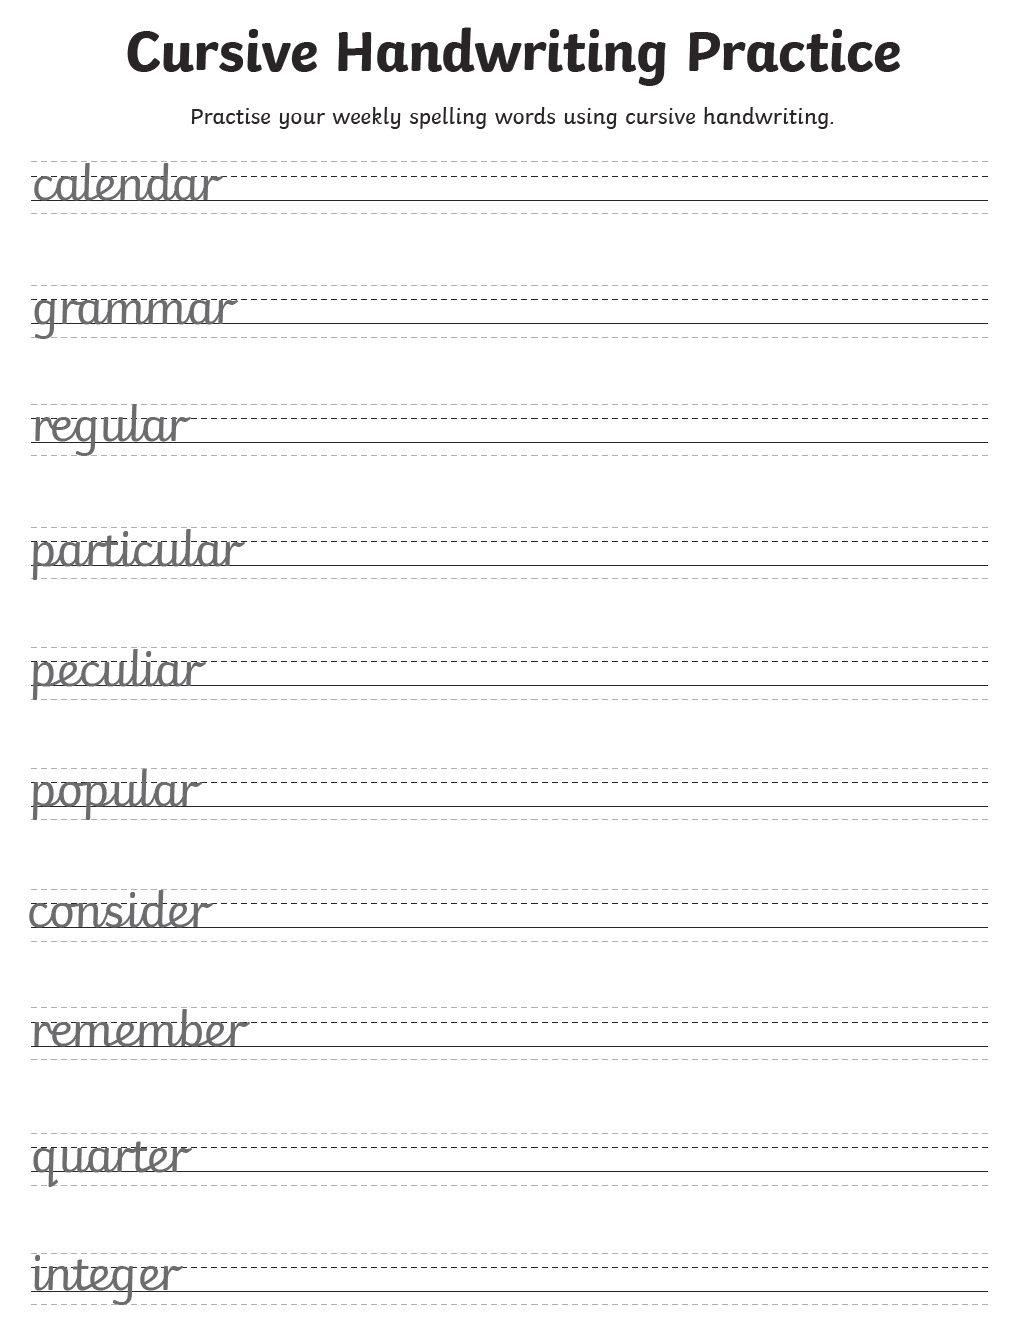 Cursive Handwriting Practice
Practise your weekly spelling words using cursive handwriting.
calendar
grammar
regular
particular
peculiar
popular
consider
remember
quarter
integer